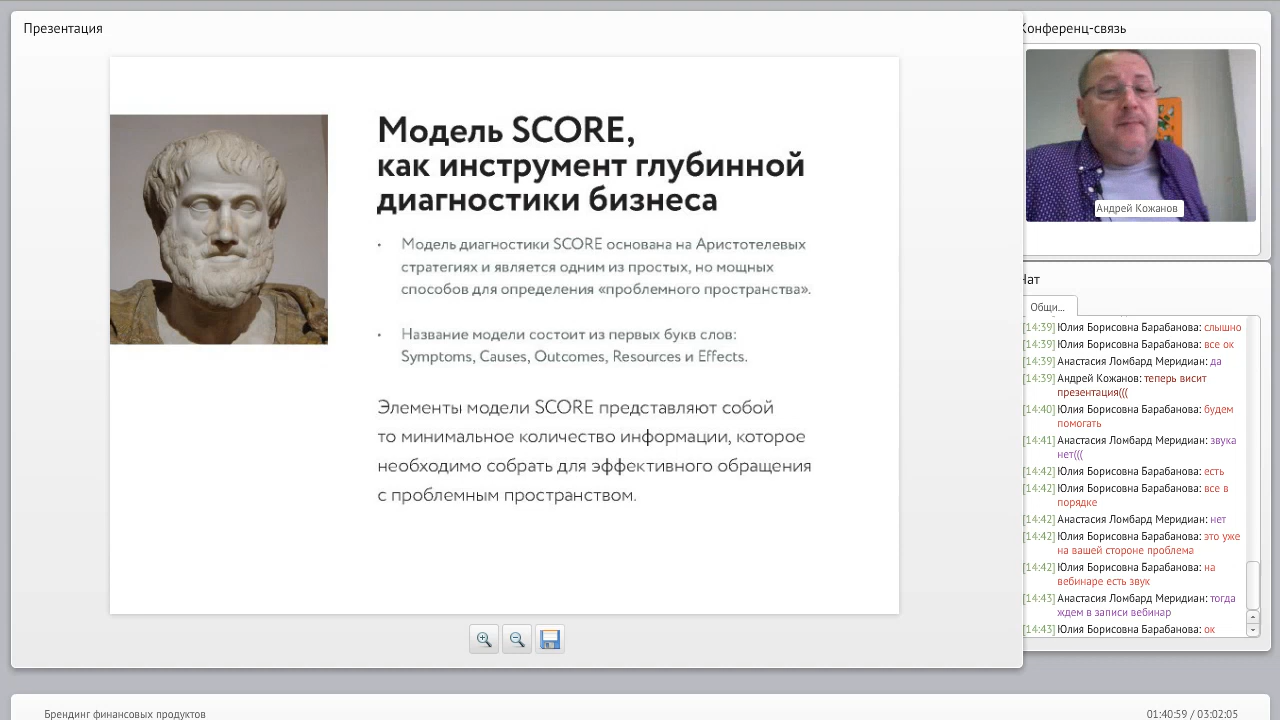 Презентация
Модель SCORE,
как инструмент глубинной
диагностики бизнеса
• Модель диагностики SCORE основана на Аристотелевых
стратегиях и является одним из простых, но мощных
способов для определения «проблемного пространства».
• Название модели состоит из первых букв слов:
Symptoms, Causes, Outcomes, Resources и Effects.
Элементы модели SCORE представляют собой
то минимальное количество информации, которое
необходимо собрать для эффективного обращения
с проблемным пространством.
Конференц-связь
Андрей Кожанов
Чат
Общи...
[14:39] Юлия Борисовна Барабанова: слышно
[14:39] Юлия Борисовна Барабанова: все ок
[14:39] Анастасия Ломбард Меридиан: да
[14:39] Андрей Кожанов: теперь висит
презентация(((
[14:40] Юлия Борисовна Барабанова: будем
помогать
[14:41] Анастасия Ломбард Меридиан: звука
нет(((
[14:42] Юлия Борисовна Барабанова: есть
[14:42] Юлия Борисовна Барабанова: все в
порядке
[14:42] Анастасия Ломбард Меридиан: нет
[14:42] Юлия Борисовна Барабанова: это уже
на вашей стороне проблема
[14:42] Юлия Борисовна Барабанова: на
вебинаре есть звук
[14:43] Анастасия Ломбард Меридиан: тогда
ждем в записи вебинар
[14:43] Юлия Борисовна Барабанова: ок
Брендинг финансовых продуктов
01:40:59 / 03:02:05